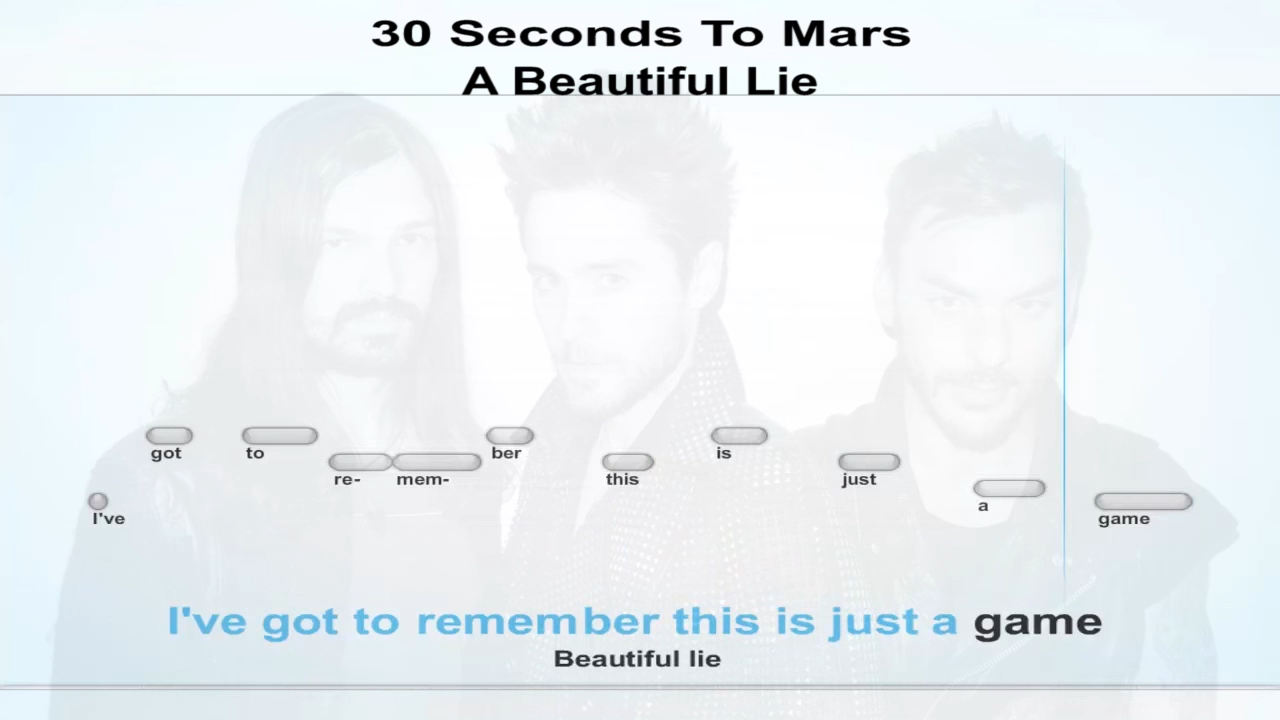 30 Seconds To Mars
A Beautiful Lie
got to ber is
re- mem- this just
a
I've game
I've got to remember this is just a game
Beautiful lie